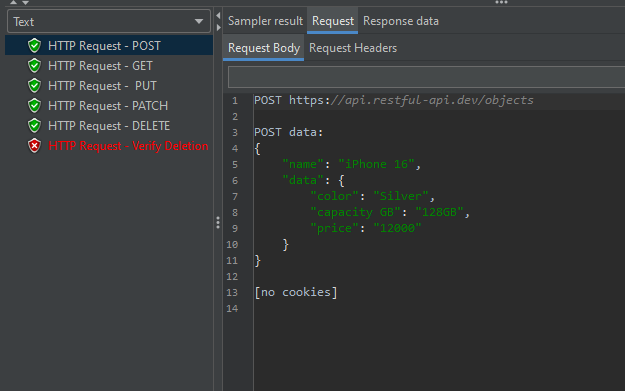 Text
HTTP Request - POST
HTTP Request - GET
HTTP Request - PUT
HTTP Request - PATCH
HTTP Request - DELETE
HTTP Request - Verify Deletion
Sampler result Request Response data
Request Body Request Headers
1 POST https://api.restful-api.dev/objects
2
3 POST data:
4 {
5 "name": "iPhone 16",
6 "data": {
7 "color": "Silver",
8 "capacity GB": "128GB",
9 "price": "12000"
10 }
11 }
12
13 [no cookies]
14